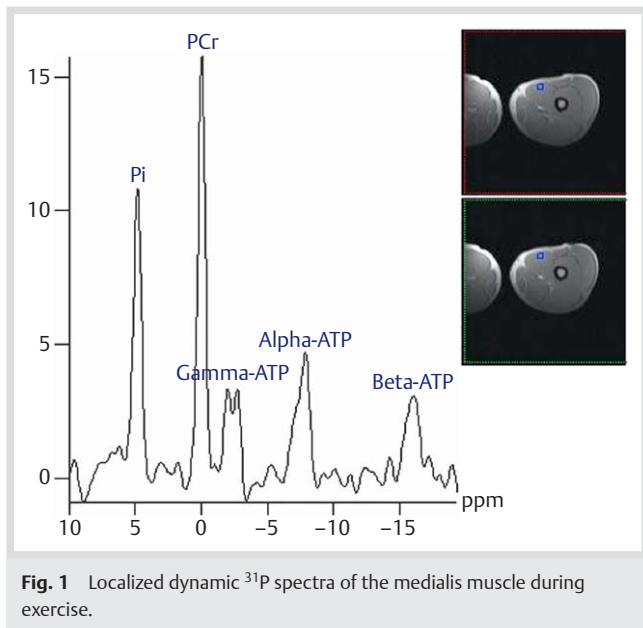 PCr
15
Pi
10
5
Alpha-ATP
Gamma-ATP
Beta-ATP
0
ppm
10 5 0 −5 −10 −15
Fig. 1 Localized dynamic ³¹P spectra of the medialis muscle during
exercise.